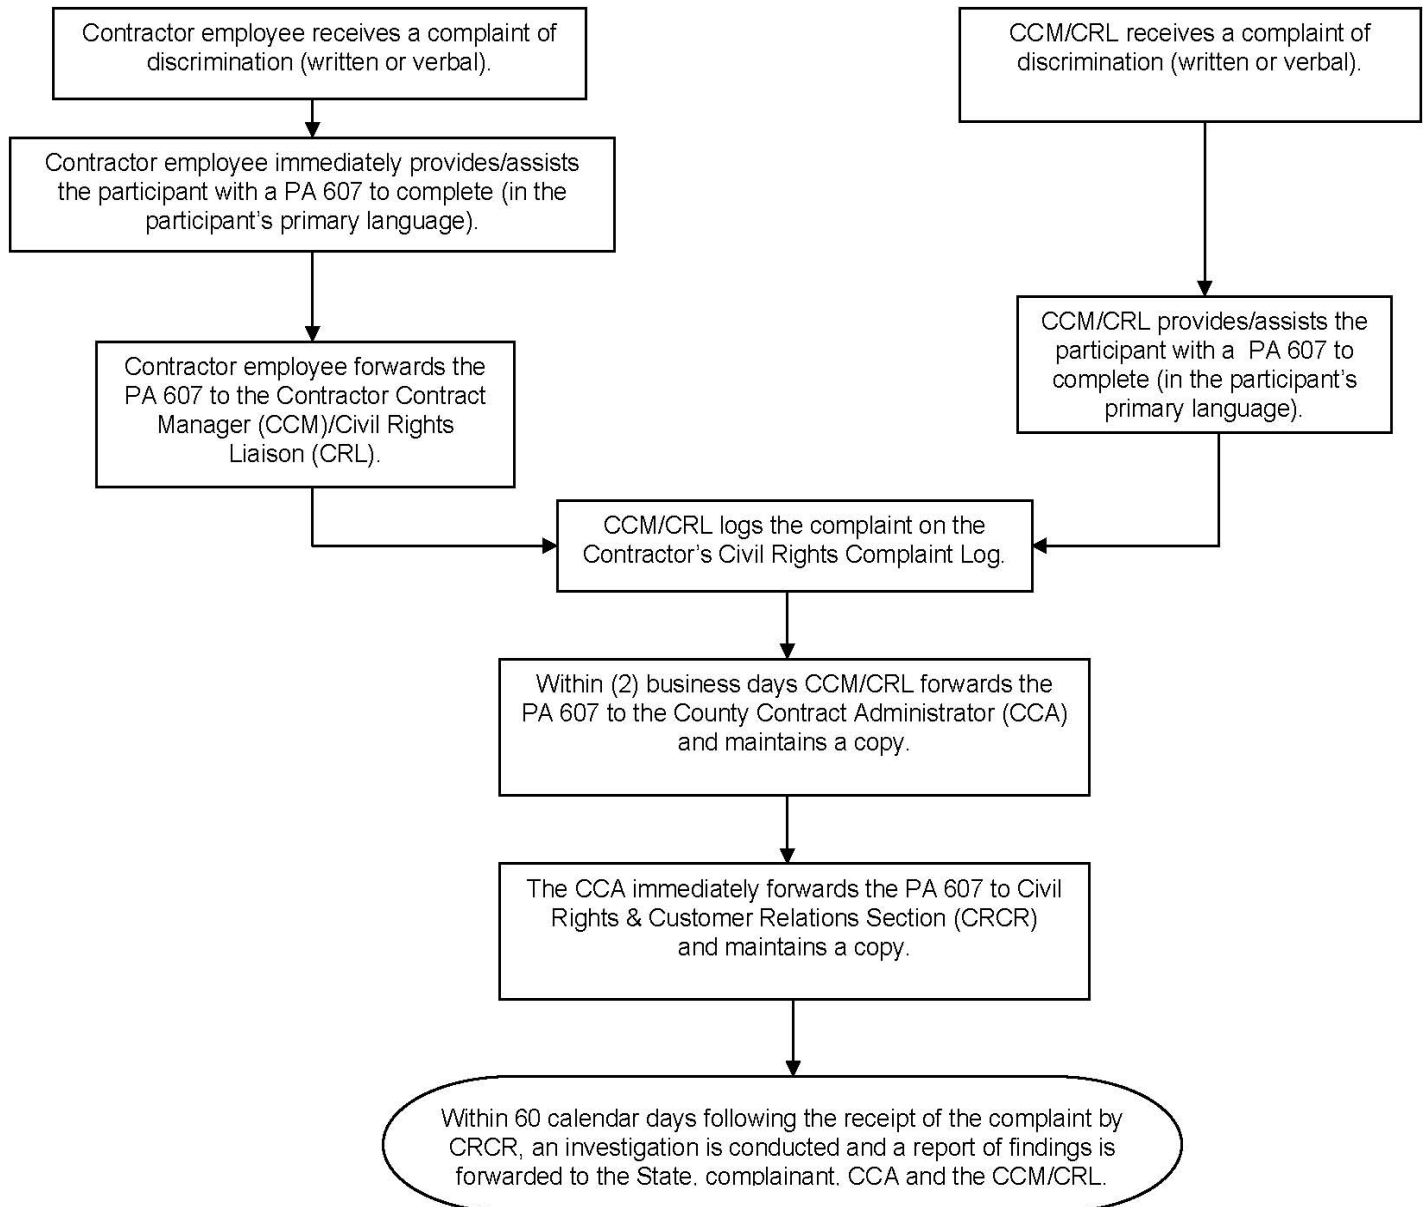 Contractor employee receives a complaint of
discrimination (written or verbal).
CCM/CRL receives a complaint of
discrimination (written or verbal).
Contractor employee immediately provides/assists
the participant with a PA 607 to complete (in the
participant's primary language).
CCM/CRL provides/assists the
participant with a  PA 607 to
complete (in the participant's
primary language).
Contractor employee forwards the
PA 607 to the Contractor Contract
Manager (CCM)/Civil Rights
Liaison (CRL).
CCM/CRL logs the complaint on the
Contractor's Civil Rights Complaint Log.
Within (2) business days CCM/CRL forwards the
PA 607 to the County Contract Administrator (CCA)
and maintains a copy.
The CCA immediately forwards the PA 607 to Civil
Rights & Customer Relations Section (CRCR)
and maintains a copy.
Within 60 calendar days following the receipt of the complaint by
CRCR, an investigation is conducted and a report of findings is
forwarded to the State, complainant, CCA and the CCM/CRL.